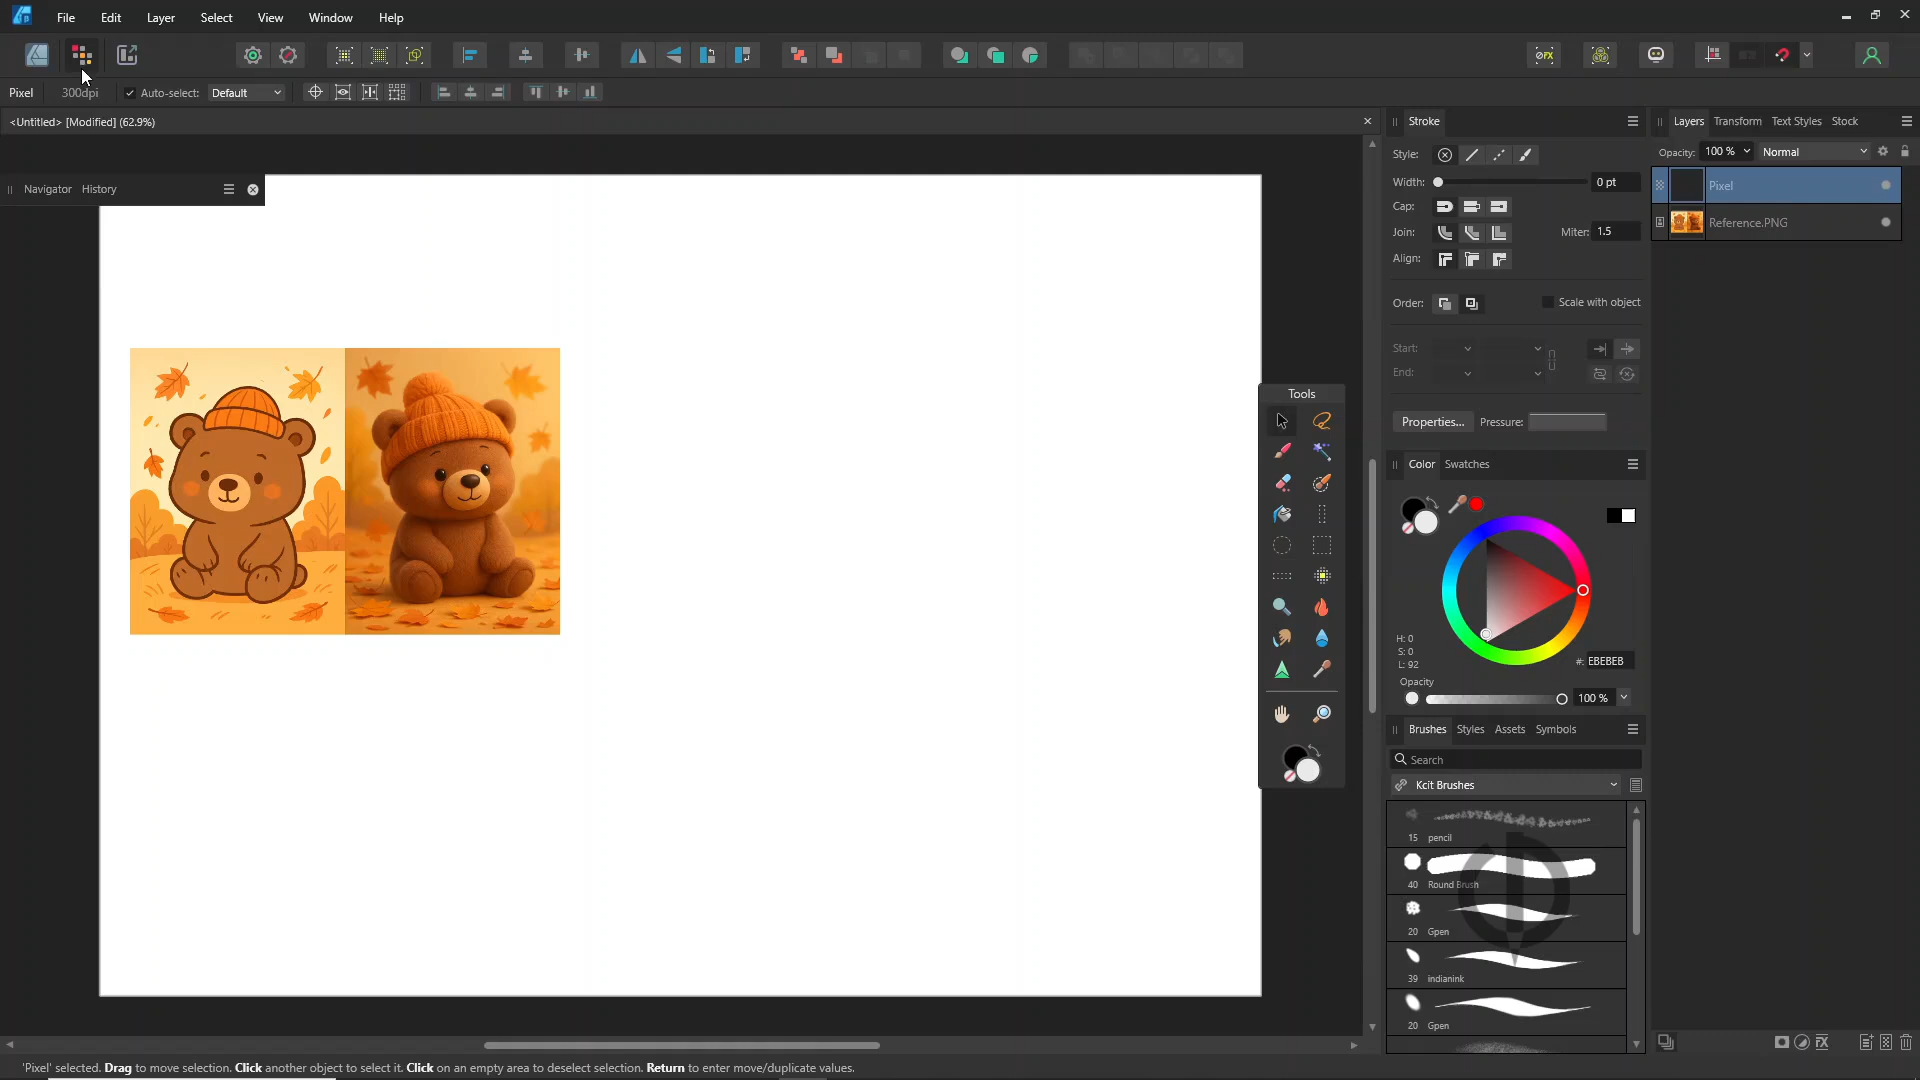 File Edit Layer Select View Window Help
Pixel 300dpi Auto-select: Default
<Untitled> [Modified] (62.9%)
Navigator History
Tools
Stroke
Style:
Width: 0 pt
Cap:
Join: Miter: 1.5
Align:
Order: Scale with object
Start:
End:
Properties... Pressure:
Color Swatches
H: 0
S: 0
L: 92
#: EBEBEB
Opacity
100 %
Brushes Styles Assets Symbols
Search
Kcit Brushes
15 pencil
40 Round Brush
20 Gpen
39 indianink
20 Gpen
Layers Transform Text Styles Stock
Opacity: 100 % Normal
Pixel
Reference.PNG
'Pixel' selected. Drag to move selection. Click another object to select it. Click on an empty area to deselect selection. Return to enter move/duplicate values.